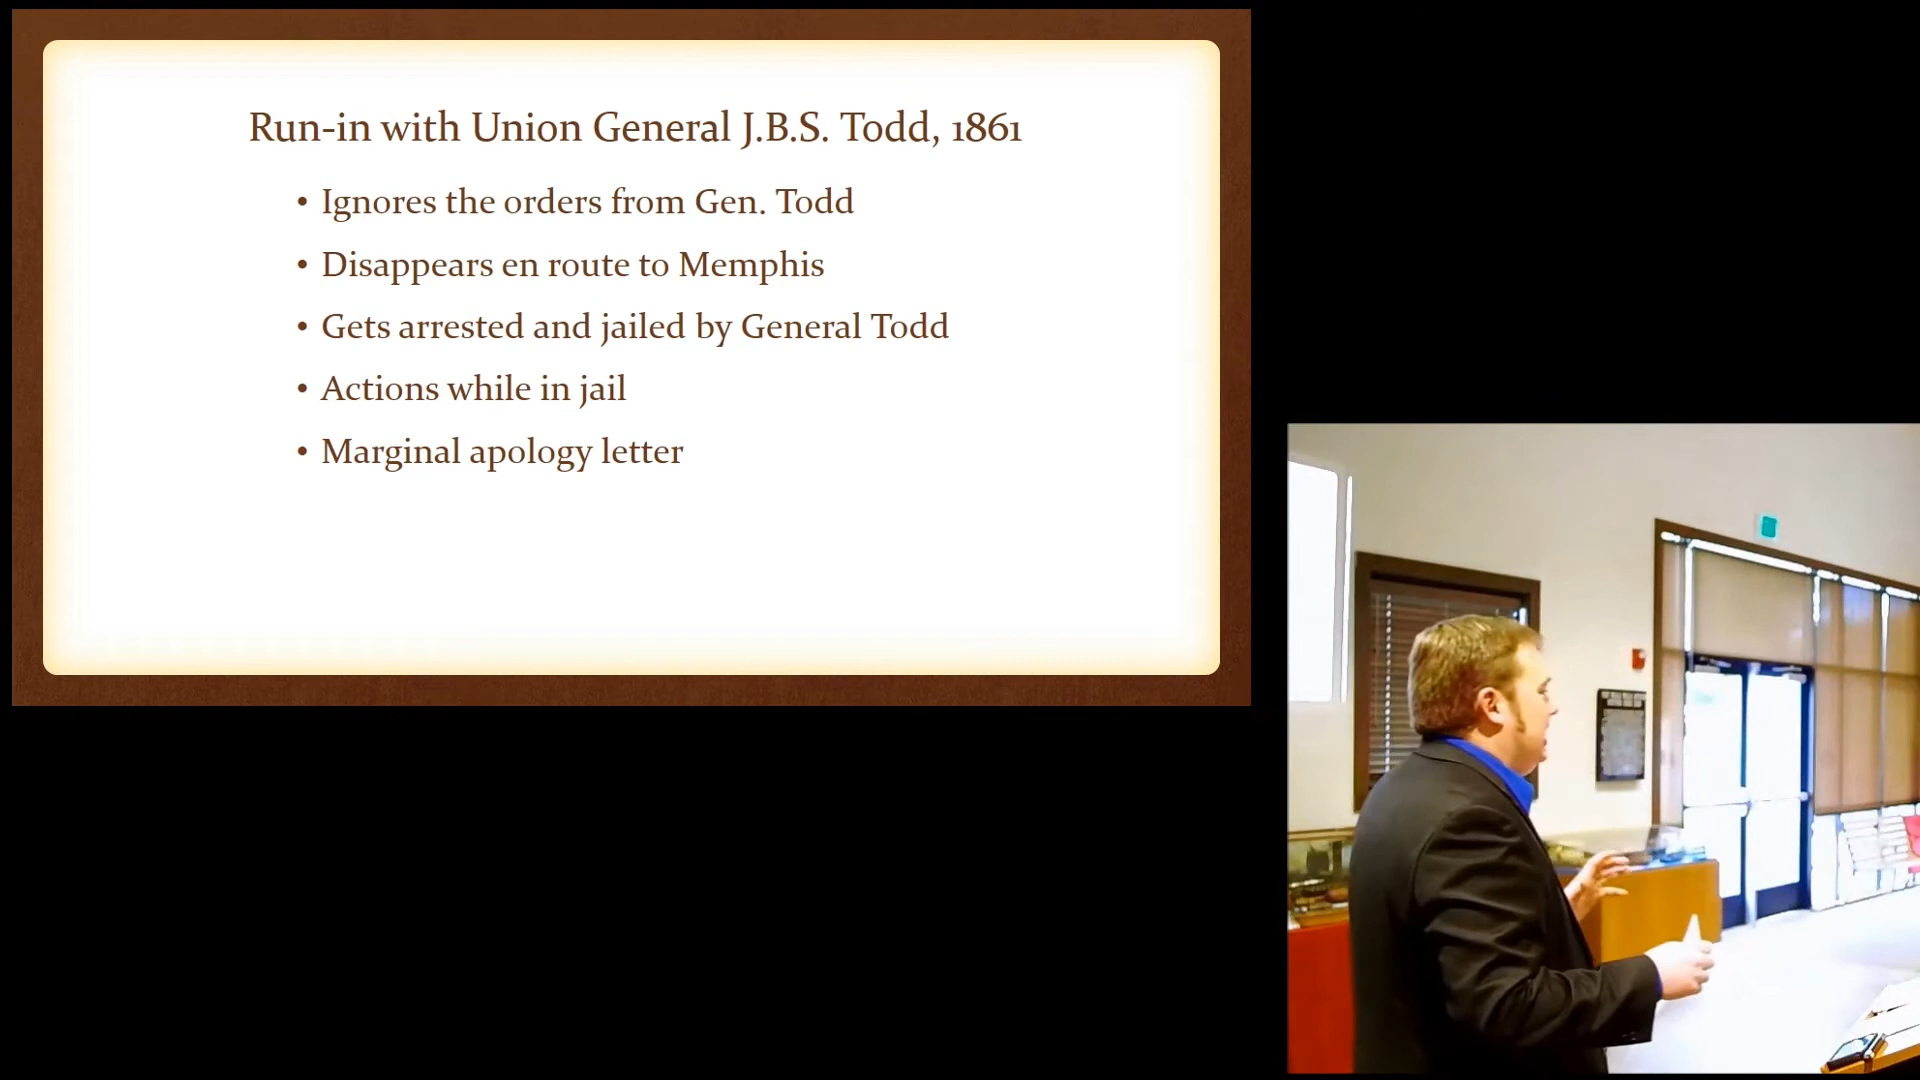 Run-in with Union General J.B.S. Todd, 1861
• Ignores the orders from Gen. Todd
• Disappears en route to Memphis
• Gets arrested and jailed by General Todd
• Actions while in jail
• Marginal apology letter